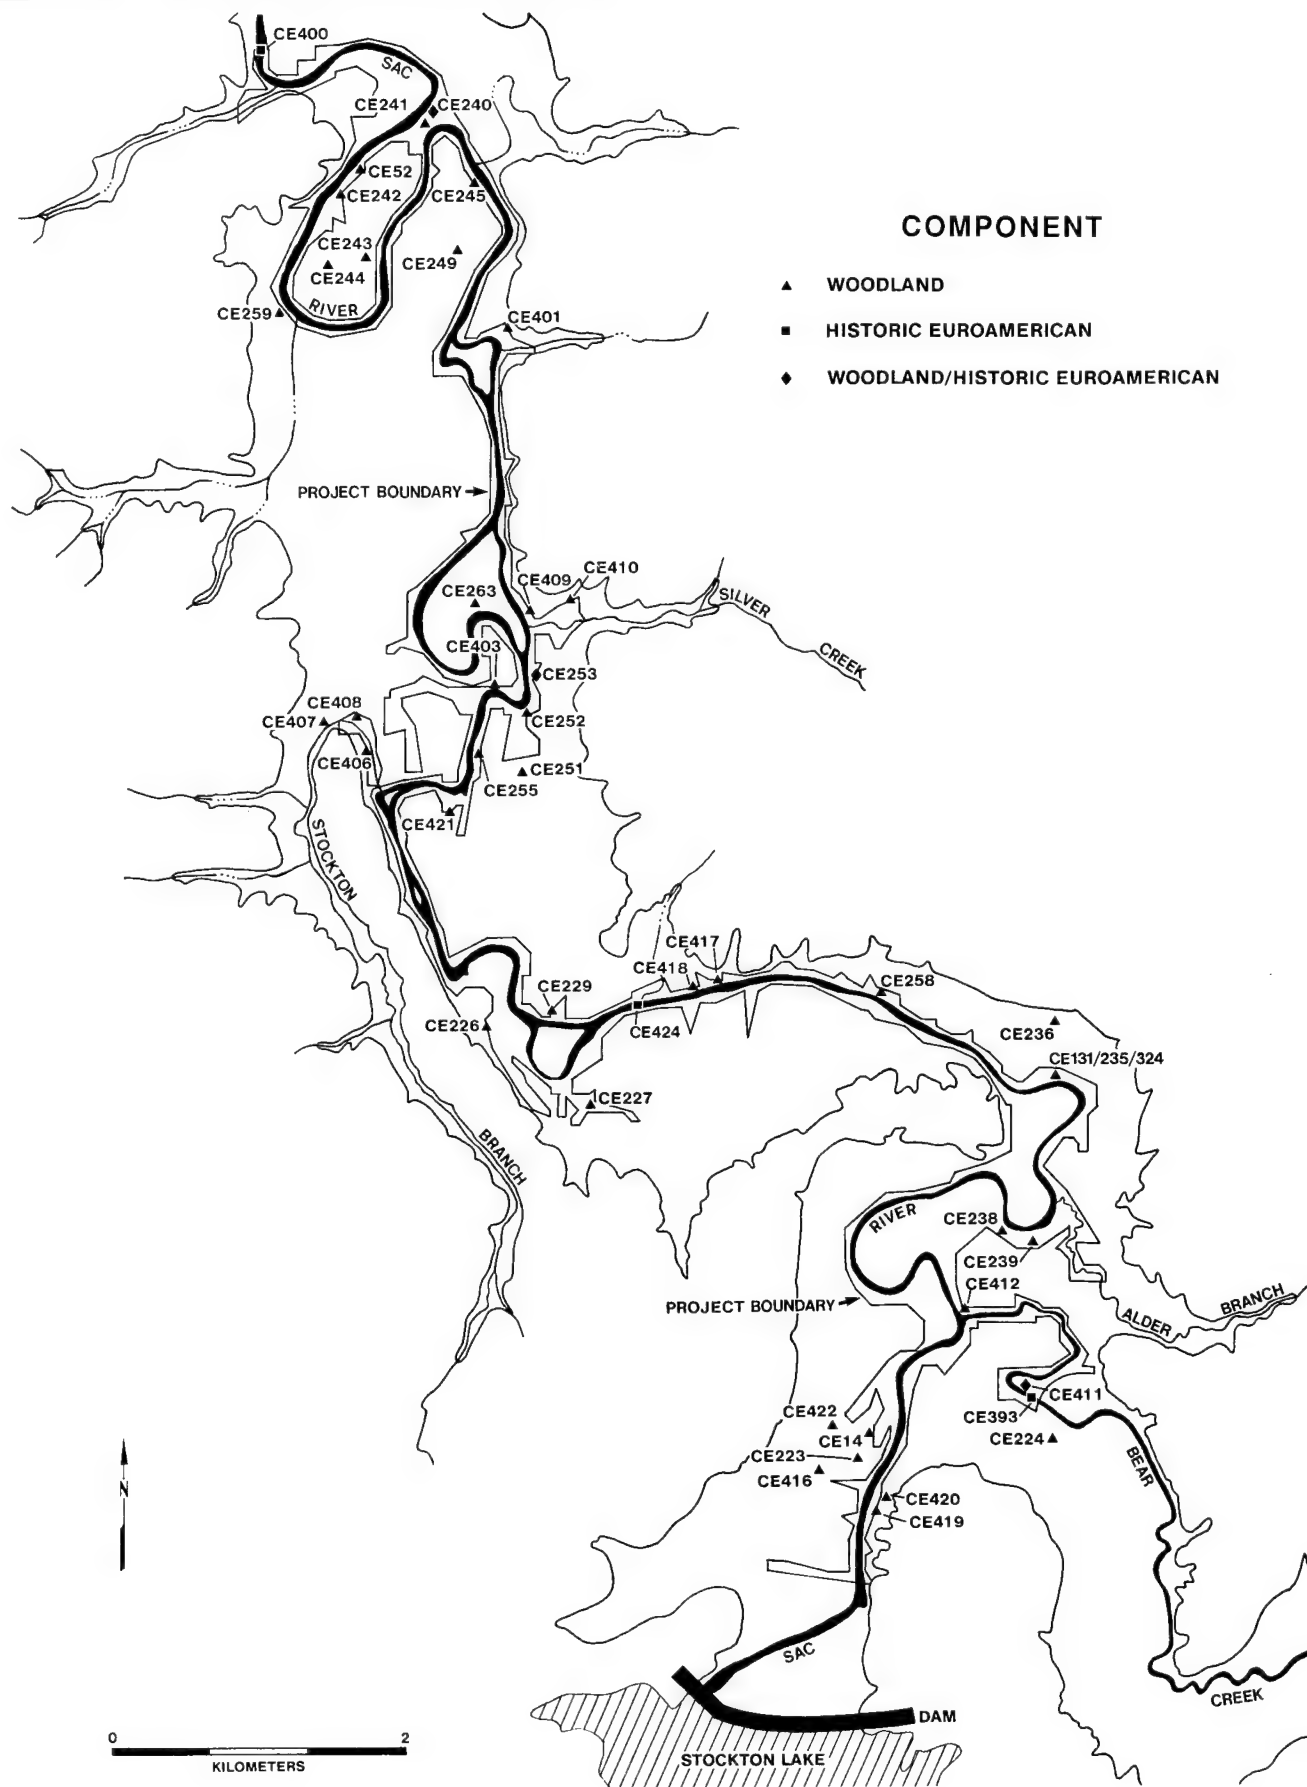 CE400
SAC
CE241
CE240
CE52
CE242
CE245
COMPONENT
CE243
CE249
CE244
WOODLAND
RIVER
CE259
CE401
HISTORIC EUROAMERICAN
WOODLAND/HISTORIC EUROAMERICAN
PROJECT BOUNDARY
CE409
CE410
CE263
SILVER
CE403
CREEK
CE253
CE408
CE407
CE252
CE406
CE251
CE255
CE421
STOCKTON
CE417
CE418
CE229
CE258
CE226
CE424
CE236
CE131/235/324
CE227
BRANCH
RIVER
CE238
CE239
CE412
PROJECT BOUNDARY
BRANCH
ALDER
CE411
CE422
CE393
CE14
CE224
CE223
BEAR
CE416
N
CE420
CE419
SAC
CREEK
DAM
0 2
KILOMETERS
STOCKTON LAKE